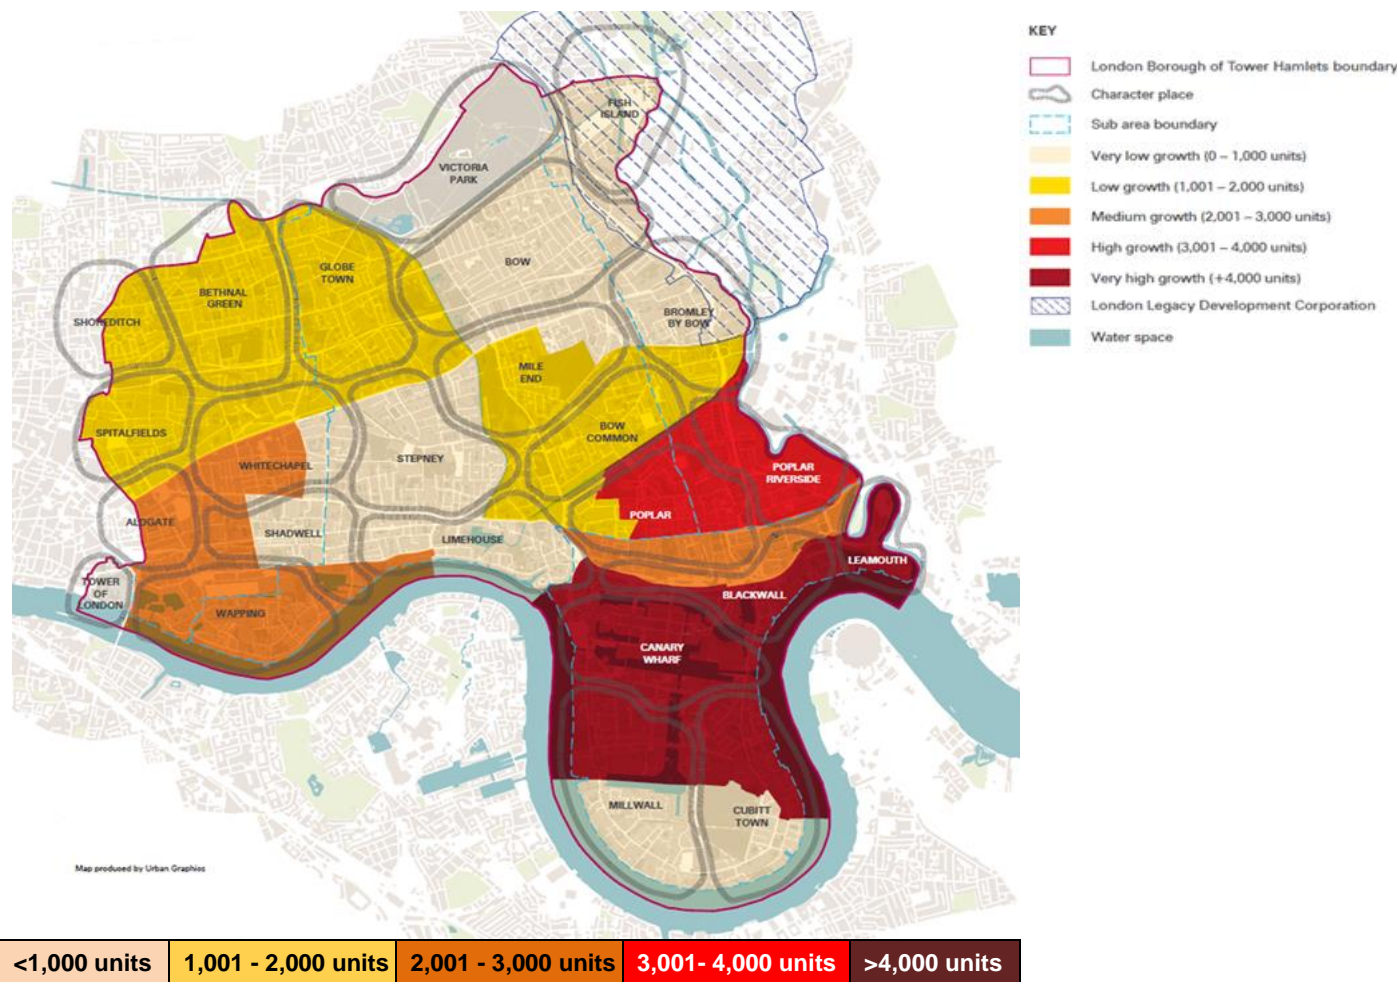 KEY
London Borough of Tower Hamlets boundary
Character place
Sub area boundary
Very low growth (0 – 1,000 units)
Low growth (1,001 – 2,000 units)
Medium growth (2,001 – 3,000 units)
High growth (3,001 – 4,000 units)
Very high growth (+4,000 units)
London Legacy Development Corporation
Water space
FISH
ISLAND
VICTORIA
PARK
BOW
GLOBE
TOWN
BETHNAL
GREEN
SHOREDITCH
BROMLEY
BY BOW
MILE
END
SPITALFIELDS
BOW
COMMON
WHITECHAPEL
STEPNEY
POPLAR
RIVERSIDE
POPLAR
ALDGATE
SHADWELL
LIMEHOUSE
LEAMOUTH
TOWER
OF
LONDON
WAPPING
BLACKWALL
CANARY
WHARF
MILLWALL
CUBITT
TOWN
Map produced by Urban Graphics
<1,000 units
1,001 - 2,000 units
2,001 - 3,000 units
3,001- 4,000 units
>4,000 units